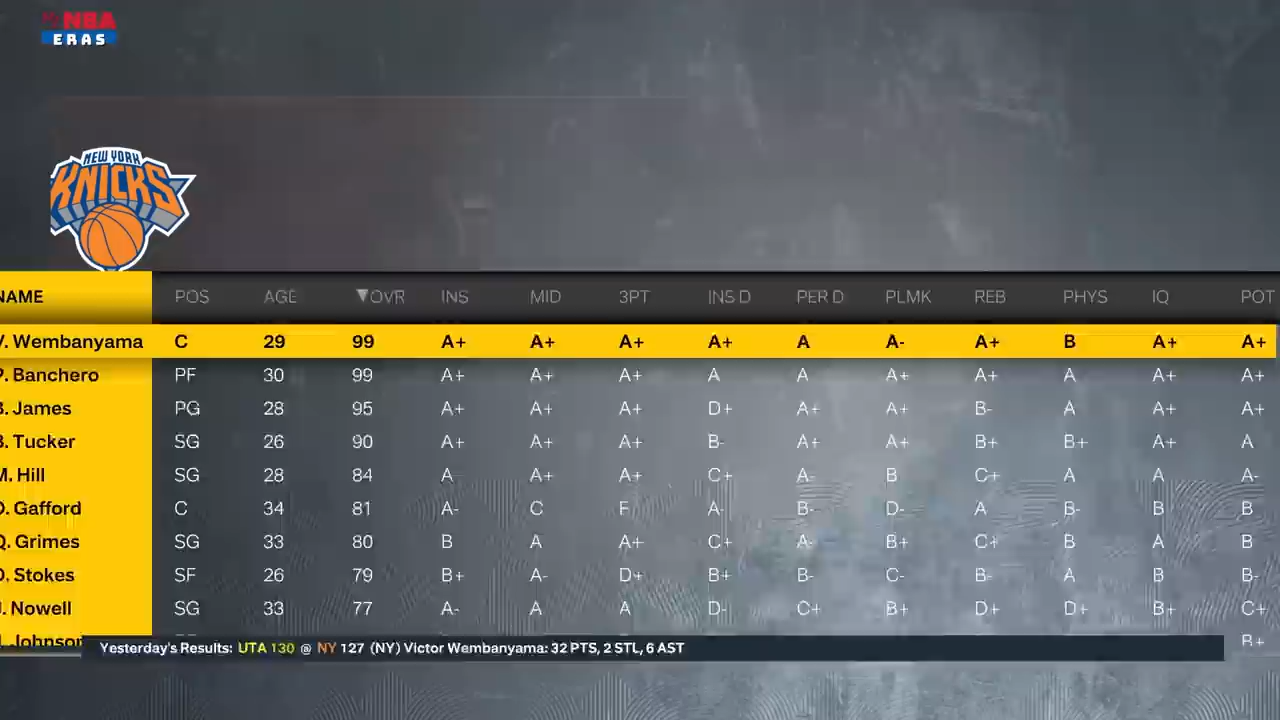 NBA
ERAS
NEW YORK
KNICKS
NAME POS AGE ▼OVR INS MID 3PT INS D PER D PLMK REB PHYS IQ POT
V. Wembanyama C 29 99 A+ A+ A+ A+ A A- A+ B A+ A+
P. Banchero PF 30 99 A+ A+ A+ A A A+ A+ A A+ A+
B. James PG 28 95 A+ A+ A+ D+ A+ A+ B- A A+ A+
B. Tucker SG 26 90 A+ A+ A+ B- A+ A+ B+ B+ A+ A
M. Hill SG 28 84 A A+ A+ C+ A- B C+ A A A-
D. Gafford C 34 81 A- C F A- B- D- A B- B B
Q. Grimes SG 33 80 B A A+ C+ A- B+ C+ B A B
D. Stokes SF 26 79 B+ A- D+ B+ B- C- B- A B B-
J. Nowell SG 33 77 A- A A D- C+ B+ D+ D+ B+ C+
Johnson B+
Yesterday's Results: UTA 130 @ NY 127 (NY) Victor Wembanyama: 32 PTS, 2 STL, 6 AST